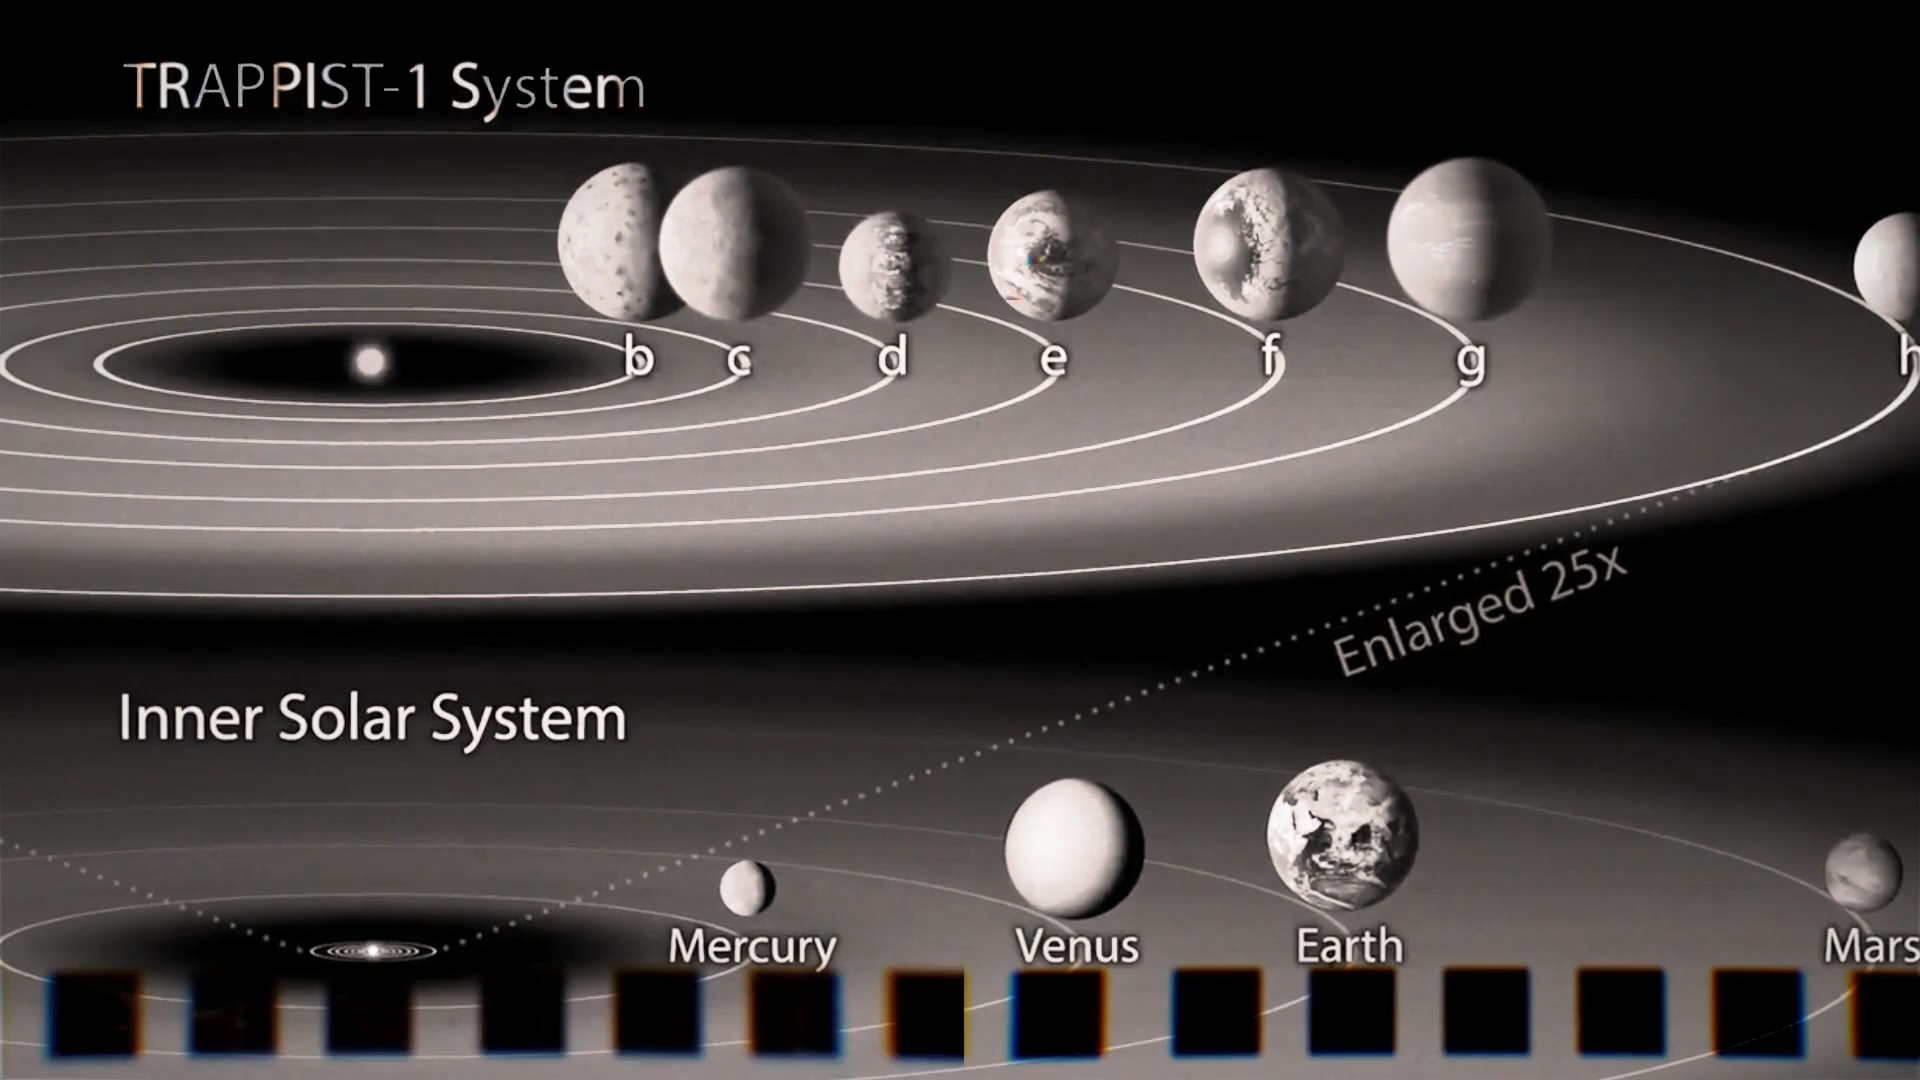 TRAPPIST-1 System
b c d e f g h
Enlarged 25x
Inner Solar System
Mercury Venus Earth Mars